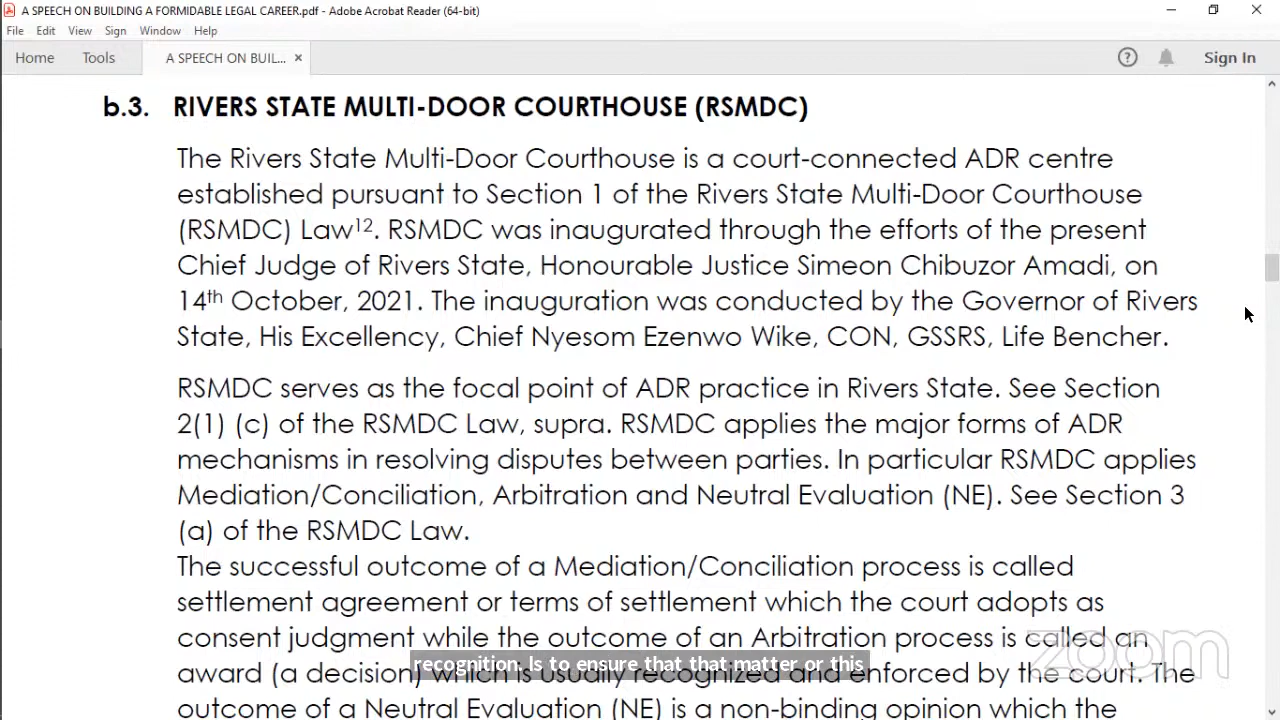 A SPEECH ON BUILDING A FORMIDABLE LEGAL CAREER.pdf - Adobe Acrobat Reader (64-bit)
File Edit View Sign Window Help
Home Tools A SPEECH ON BUIL... × Sign In
b.3. RIVERS STATE MULTI-DOOR COURTHOUSE (RSMDC)
The Rivers State Multi-Door Courthouse is a court-connected ADR centre
established pursuant to Section 1 of the Rivers State Multi-Door Courthouse
(RSMDC) Law12. RSMDC was inaugurated through the efforts of the present
Chief Judge of Rivers State, Honourable Justice Simeon Chibuzor Amadi, on
14th October, 2021. The inauguration was conducted by the Governor of Rivers
State, His Excellency, Chief Nyesom Ezenwo Wike, CON, GSSRS, Life Bencher.
RSMDC serves as the focal point of ADR practice in Rivers State. See Section
2(1) (c) of the RSMDC Law, supra. RSMDC applies the major forms of ADR
mechanisms in resolving disputes between parties. In particular RSMDC applies
Mediation/Conciliation, Arbitration and Neutral Evaluation (NE). See Section 3
(a) of the RSMDC Law.
The successful outcome of a Mediation/Conciliation process is called
settlement agreement or terms of settlement which the court adopts as
consent judgment while the outcome of an Arbitration process is called an
award (a decision) which is usually recognized and enforced by the court. The
outcome of a Neutral Evaluation (NE) is a non-binding opinion which the
recognition. Is to ensure that that matter or this
zoom